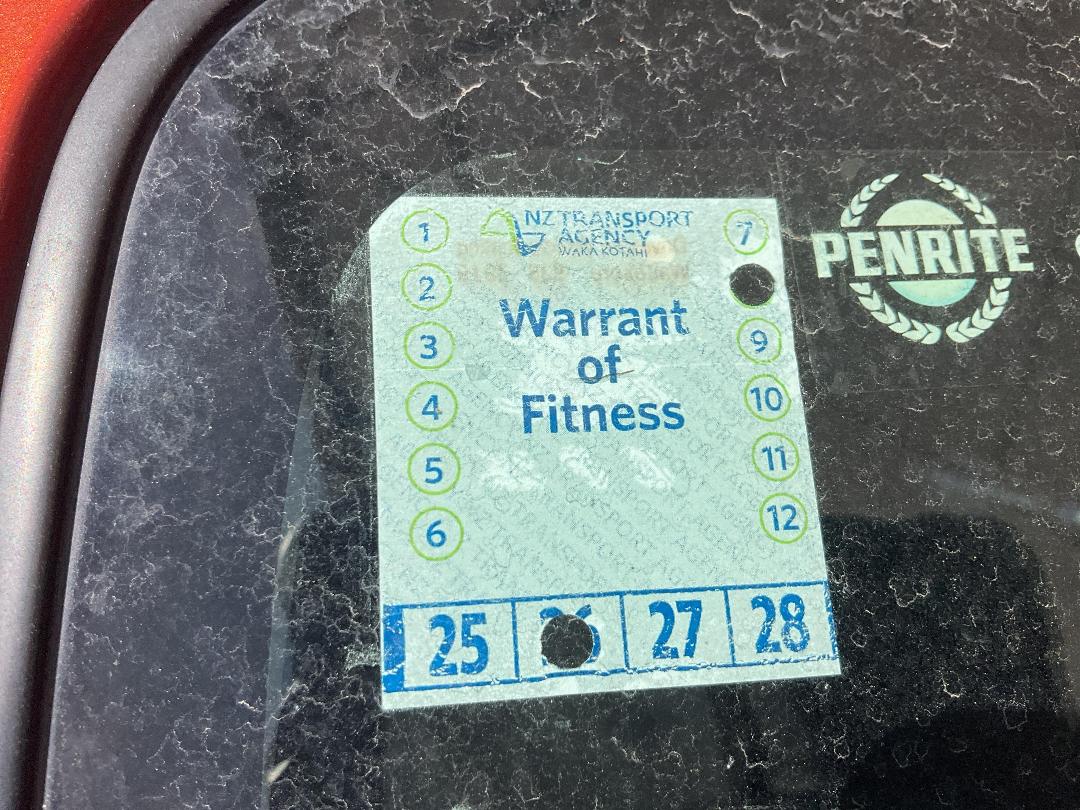 NZ TRANSPORT
AGENCY
WAKA KOTAHI
1
2
3
4
5
6
7
9
10
11
12
Warrant
of
Fitness
25
26
27
28
PENRITE